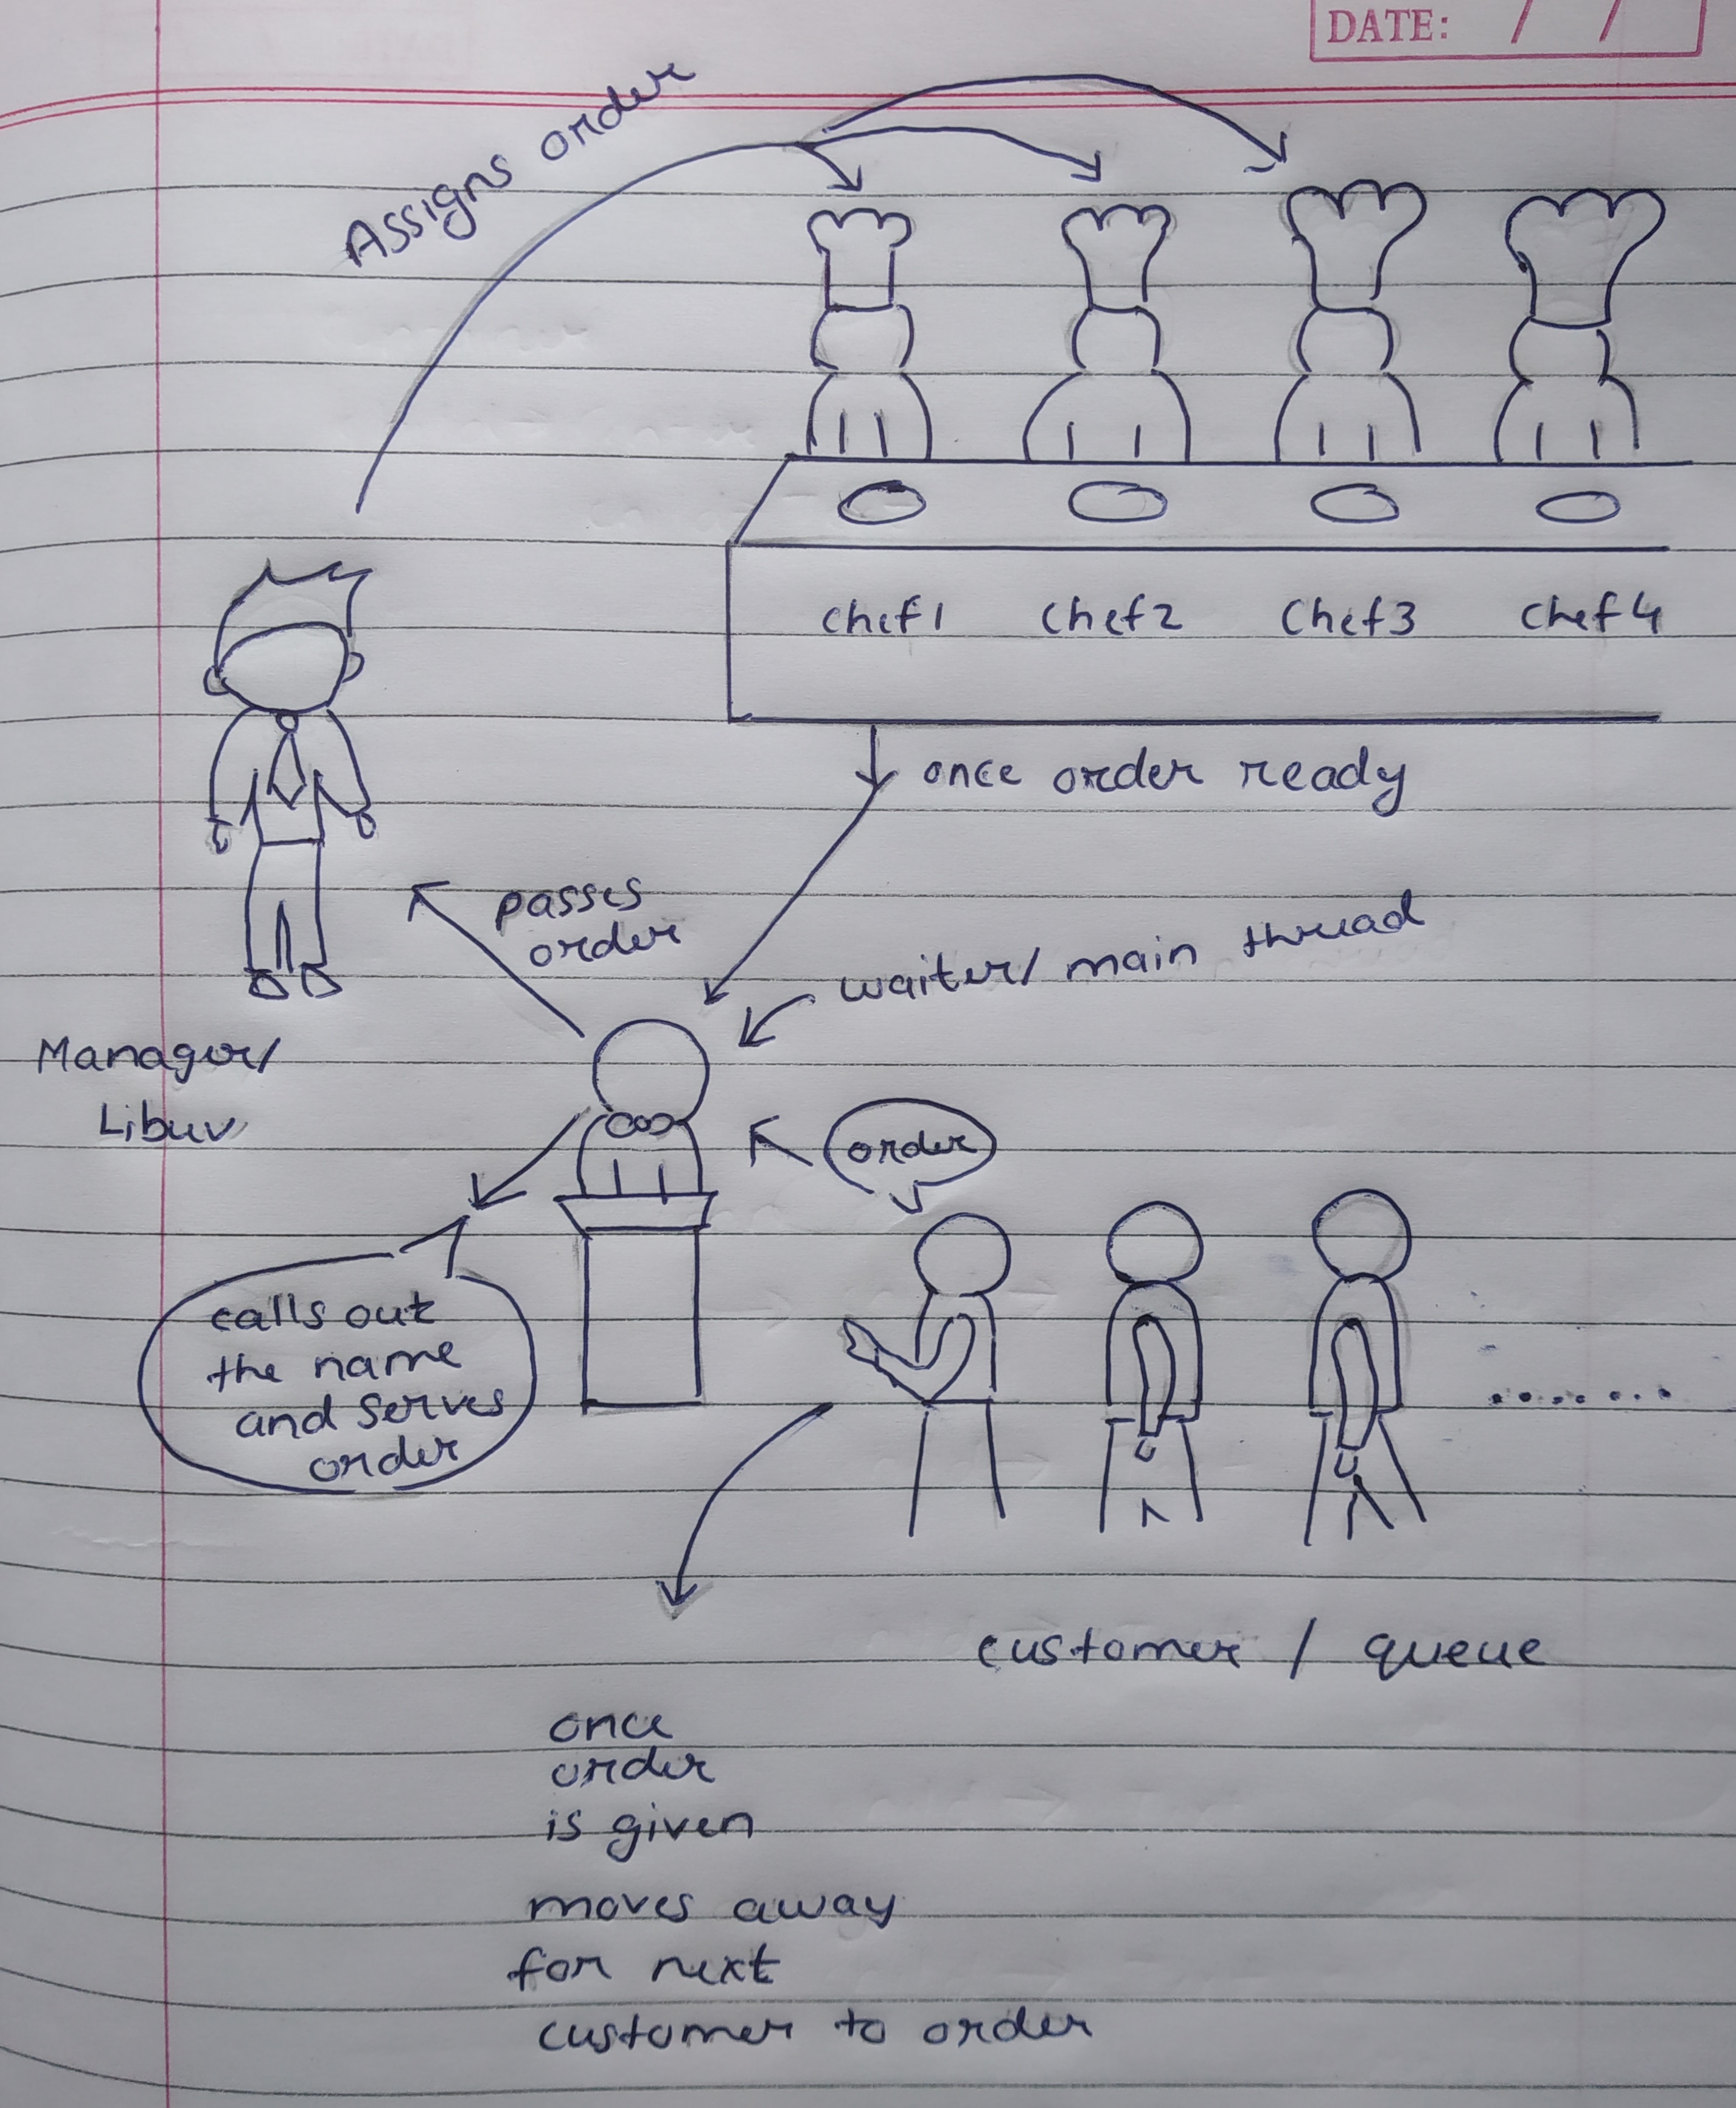 DATE: / /
Assigns order
chef1 chef2 Chef3 chef4
once order ready
passes
order
waiter/ main thread
Manager/
Libuv
order
calls out
the name
and serves
order
customer / queue
once
order
is given
moves away
for next
customer to order